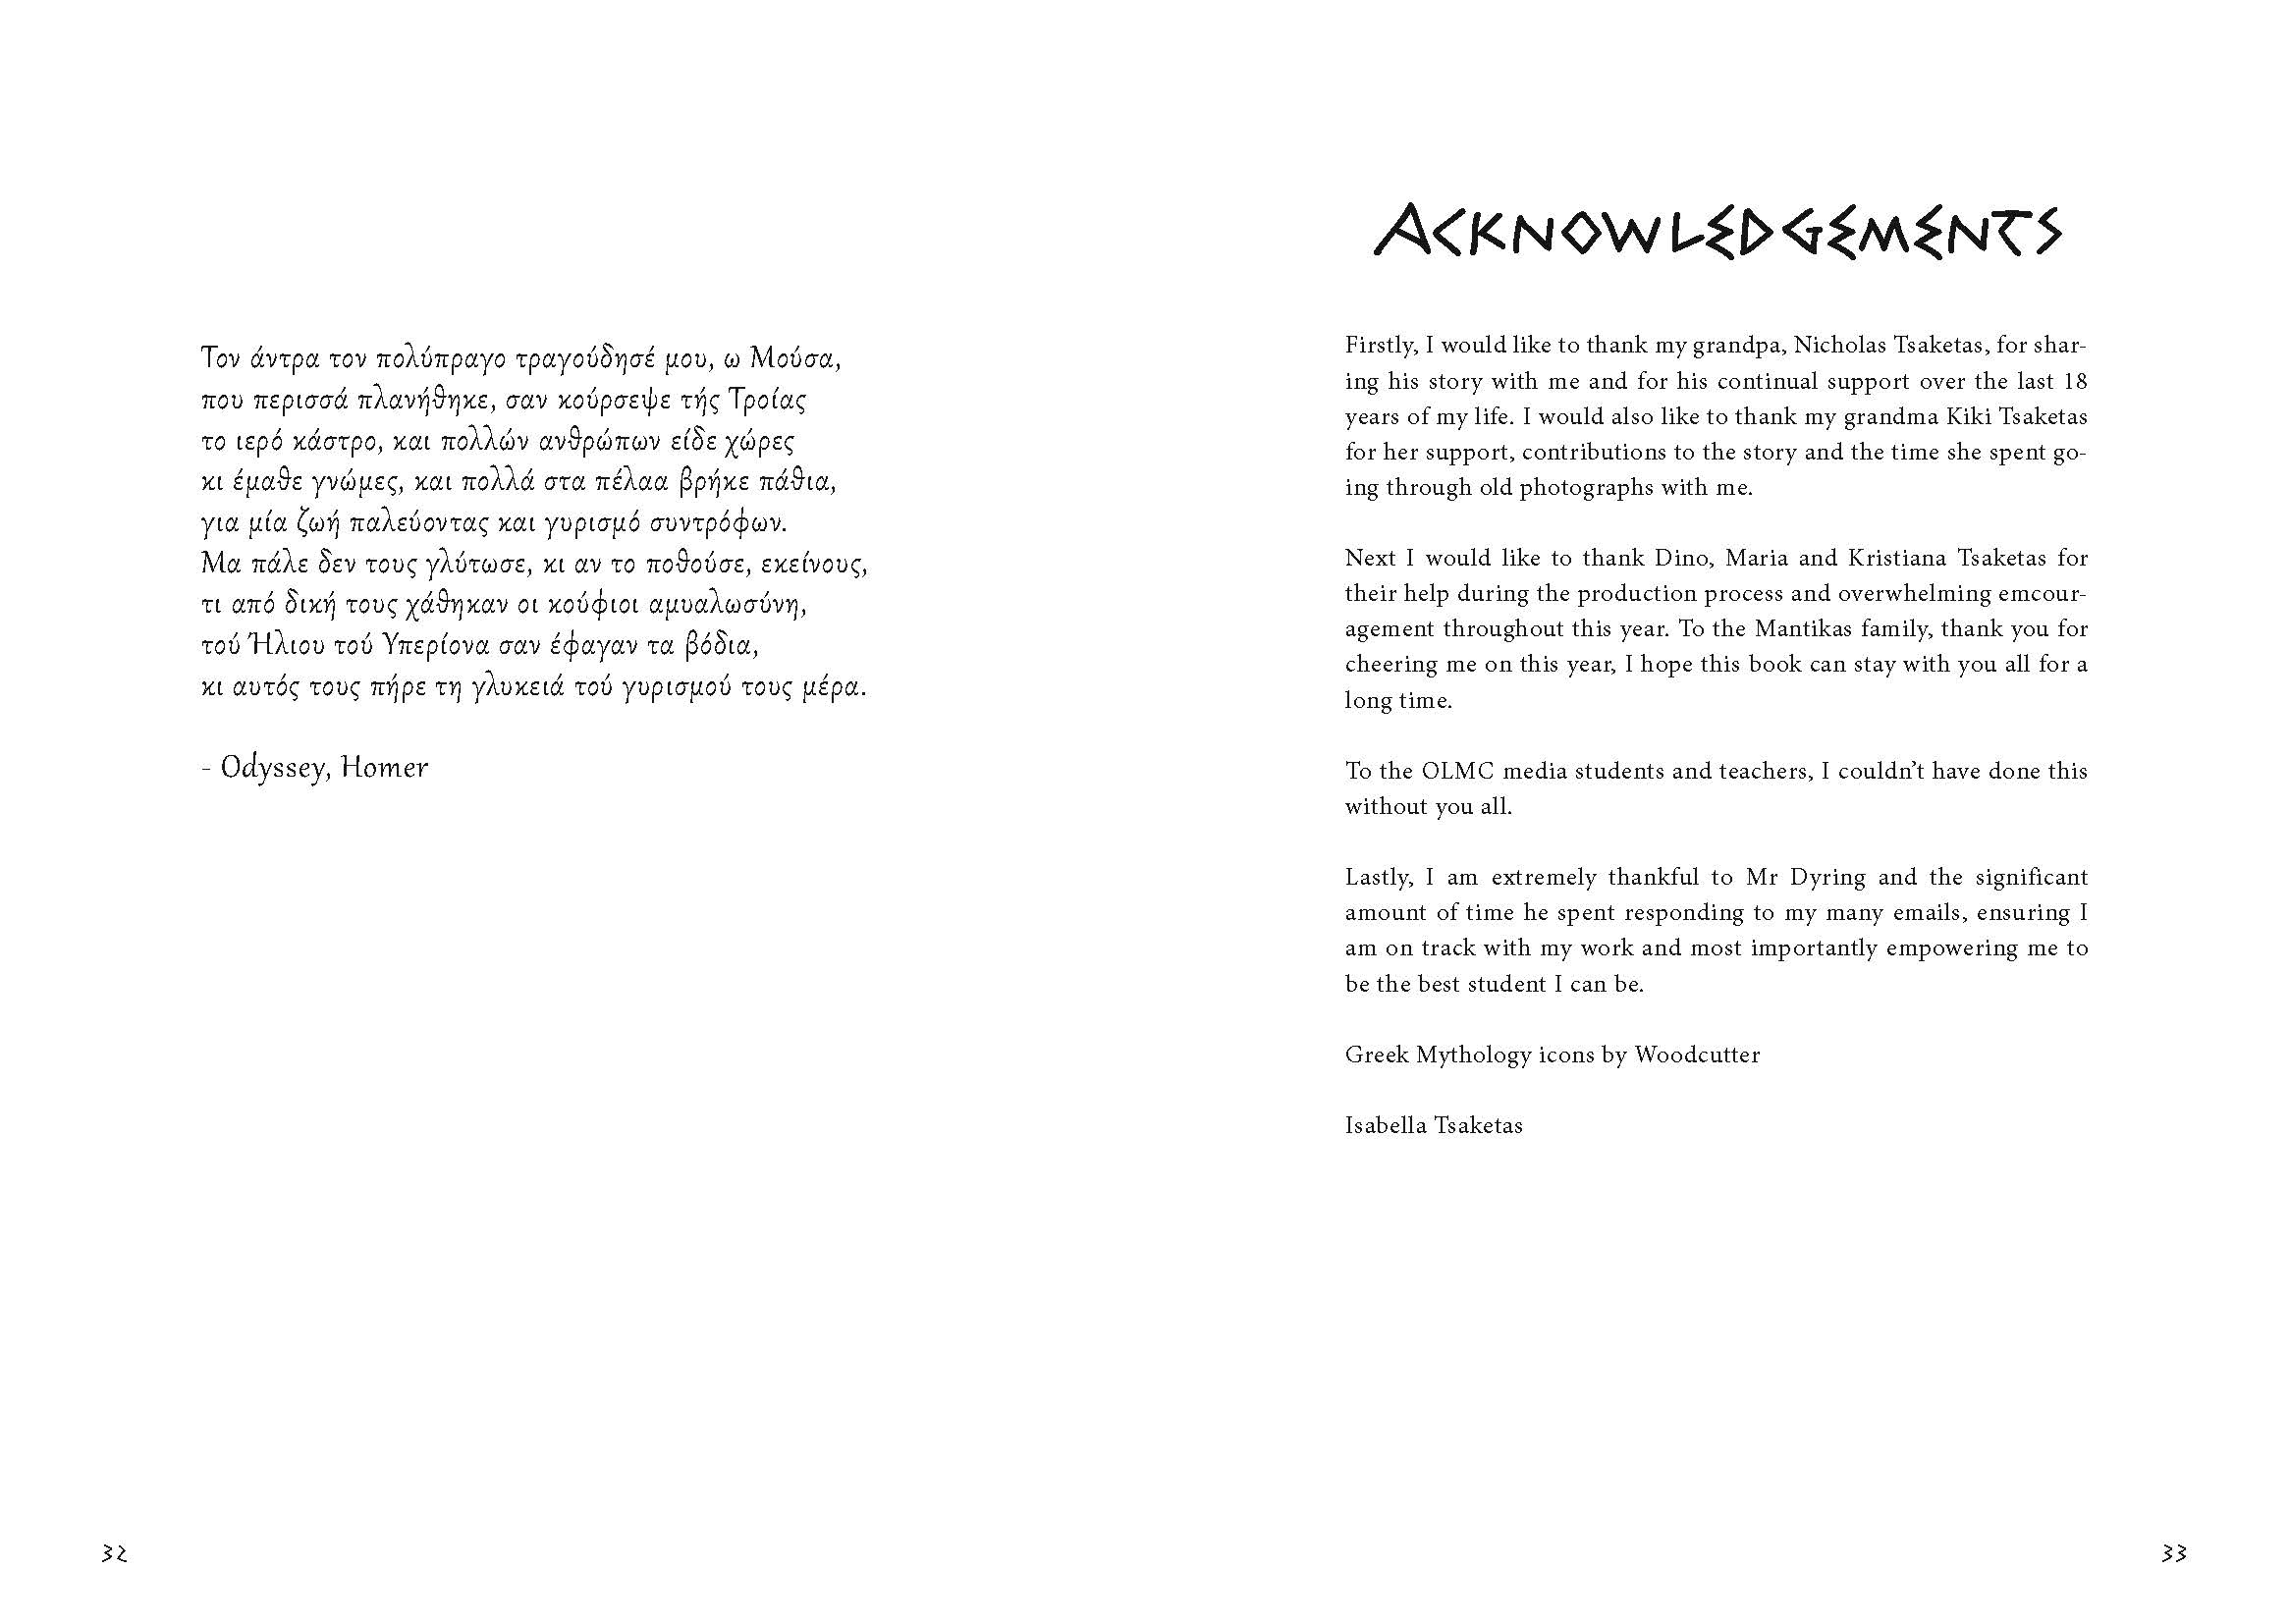 Τον άντρα τον πολύπραγο τραγούδησέ μου, ω Μούσα,
που περισσά πλανήθηκε, σαν κούρσεψε τής Τροίας
το ιερό κάστρο, και πολλών ανθρώπων είδε χώρες
κι έμαθε γνώμες, και πολλά στα πέλαα βρήκε πάθια,
για μία ζωή παλεύοντας και γυρισμό συντρόφων.
Μα πάλε δεν τους γλύτωσε, κι αν το ποθούσε, εκείνους,
τι από δική τους χάθηκαν οι κούφιοι αμυαλωσύνη,
τού Ήλιου τού Υπερίονα σαν έφαγαν τα βόδια,
κι αυτός τους πήρε τη γλυκειά τού γυρισμού τους μέρα.
- Odyssey, Homer
32
ACKNOWLEDGEMENTS
Firstly, I would like to thank my grandpa, Nicholas Tsaketas, for shar-
ing his story with me and for his continual support over the last 18
years of my life. I would also like to thank my grandma Kiki Tsaketas
for her support, contributions to the story and the time she spent go-
ing through old photographs with me.
Next I would like to thank Dino, Maria and Kristiana Tsaketas for
their help during the production process and overwhelming emcour-
agement throughout this year. To the Mantikas family, thank you for
cheering me on this year, I hope this book can stay with you all for a
long time.
To the OLMC media students and teachers, I couldn’t have done this
without you all.
Lastly, I am extremely thankful to Mr Dyring and the significant
amount of time he spent responding to my many emails, ensuring I
am on track with my work and most importantly empowering me to
be the best student I can be.
Greek Mythology icons by Woodcutter
Isabella Tsaketas
33